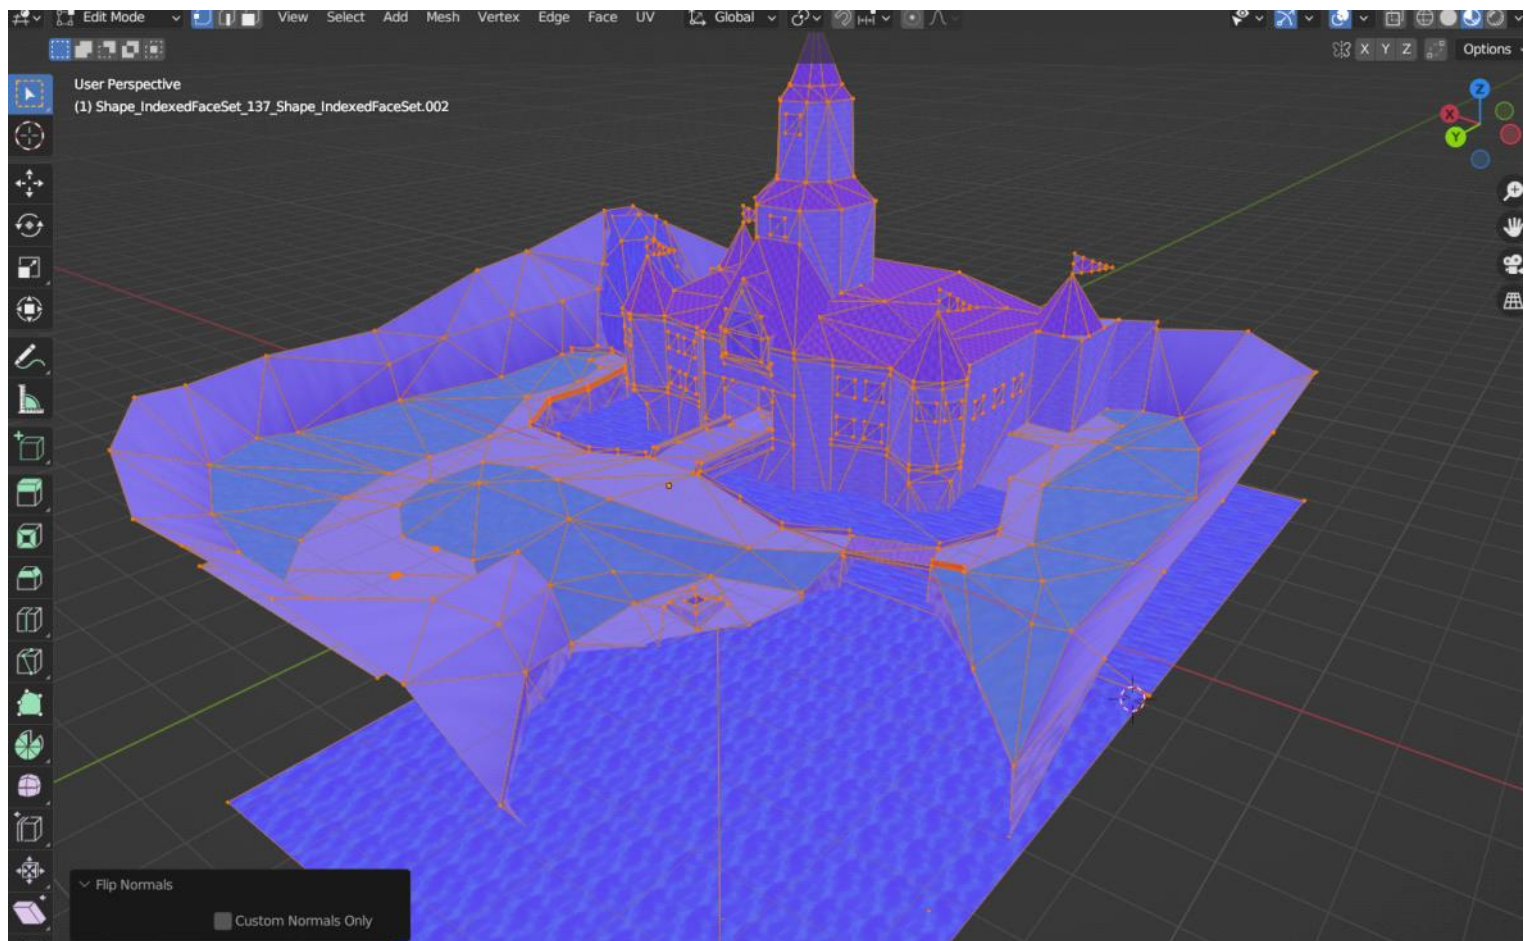 Edit Mode View Select Add Mesh Vertex Edge Face UV Global
X Y Z Options
User Perspective
(1) Shape_IndexedFaceSet_137_Shape_IndexedFaceSet.002
Z
X
Y
Flip Normals
Custom Normals Only